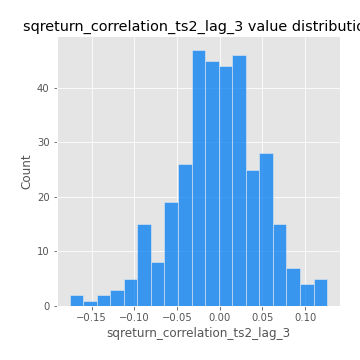 sqreturn_correlation_ts2_lag_3 value distributio
40
30
20
10
0
Count
−0.15 −0.10 −0.05 0.00 0.05 0.10
sqreturn_correlation_ts2_lag_3